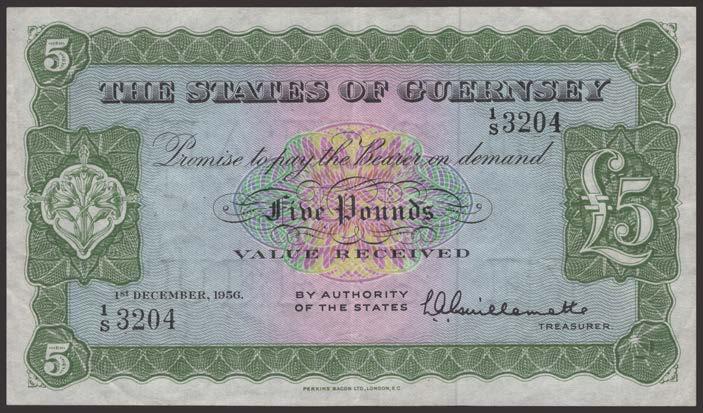 5
THE STATES OF GUERNSEY
1/S 3204
Promise to pay the Bearer on demand
£5
Five Pounds
VALUE RECEIVED
1ST DECEMBER, 1956.
BY AUTHORITY
OF THE STATES
1/S 3204
TREASURER.
5
PERKINS BACON LTD., LONDON, E.C.